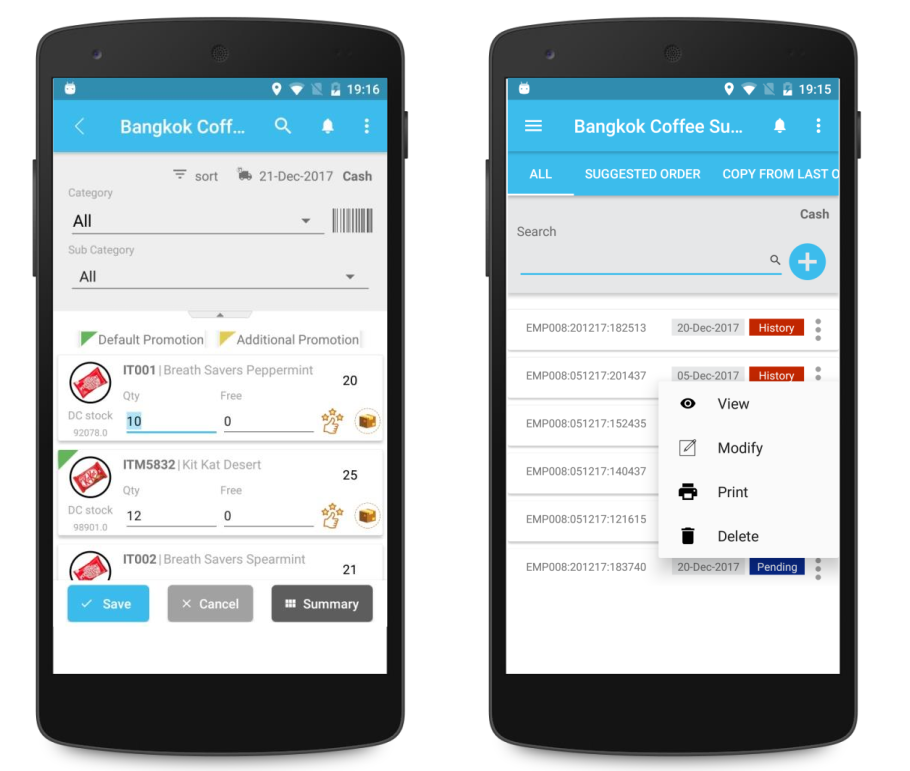 19:16
Bangkok Coff...
sort 21-Dec-2017 Cash
Category
All
Sub Category
All
Default Promotion Additional Promotion
IT001 | Breath Savers Peppermint
20
Qty Free
DC stock
10 0
92078.0
ITM5832 | Kit Kat Desert
25
Qty Free
DC stock
12 0
98901.0
IT002 | Breath Savers Spearmint
21
Save Cancel Summary
19:15
Bangkok Coffee Su...
ALL SUGGESTED ORDER COPY FROM LAST O
Cash
Search
EMP008:201217:182513 20-Dec-2017 History
EMP008:051217:201437 05-Dec-2017 History
View
EMP008:051217:152435
Modify
EMP008:051217:140437
Print
EMP008:051217:121615
Delete
EMP008:201217:183740 20-Dec-2017 Pending